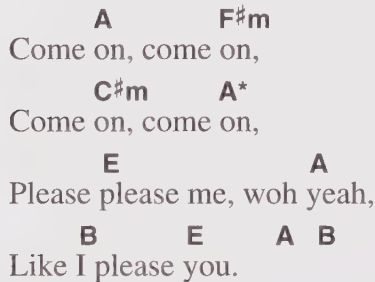 A F♯m
Come on, come on,
C♯m A*
Come on, come on,
E A
Please please me, woh yeah,
B E A B
Like I please you.